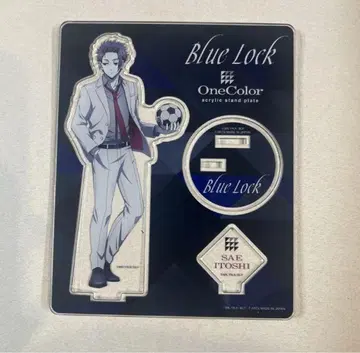 Blue Lock
OneColor
acrylic stand plate
Blue Lock
SAE
ITOSHI